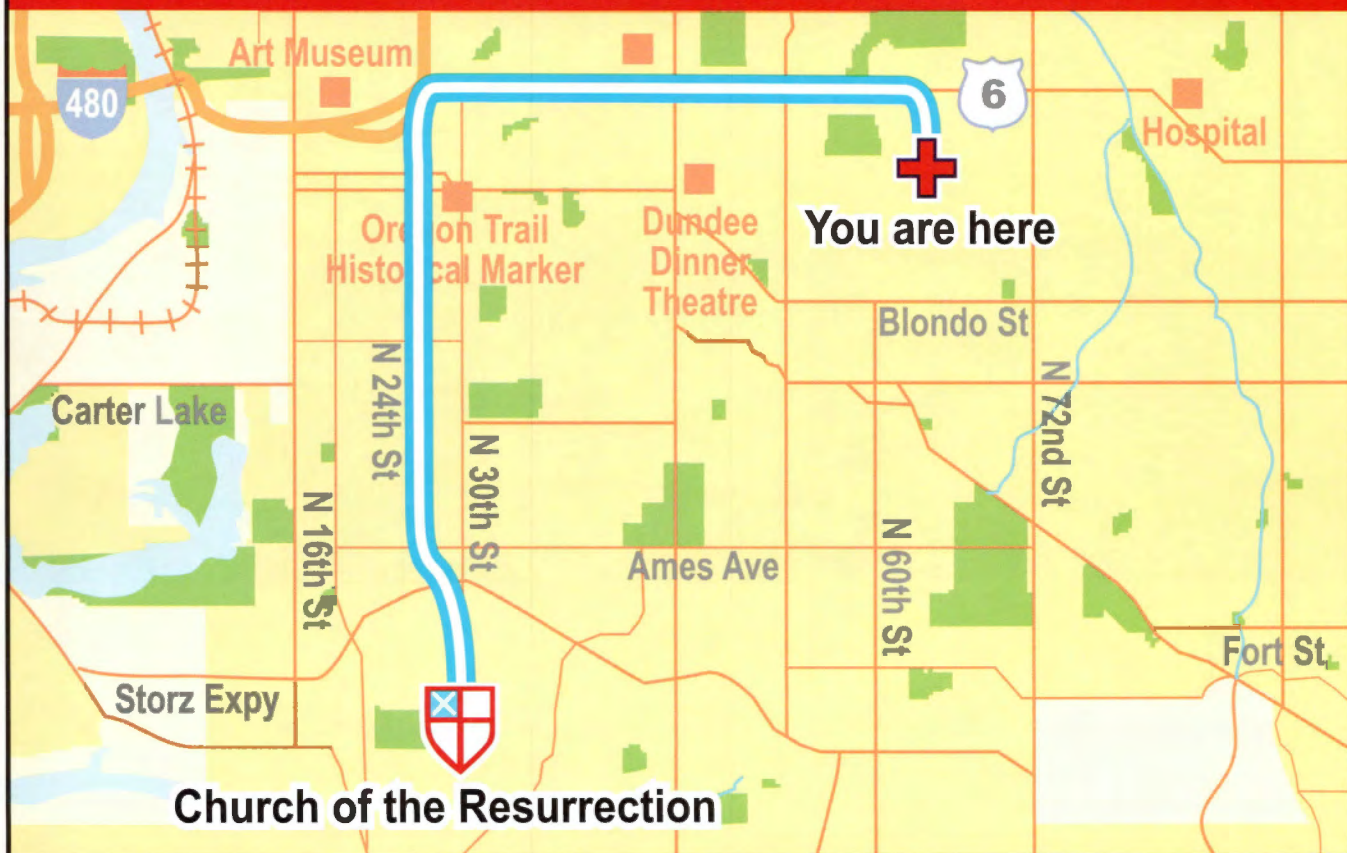 Art Museum
480
6
Hospital
You are here
Oregon Trail
Historical Marker
Dundee
Dinner
Theatre
Blondo St
N 24th St
N 72nd St
Carter Lake
N 30th St
N 16th St
N 60th St
Ames Ave
Fort St.
Storz Expy
Church of the Resurrection